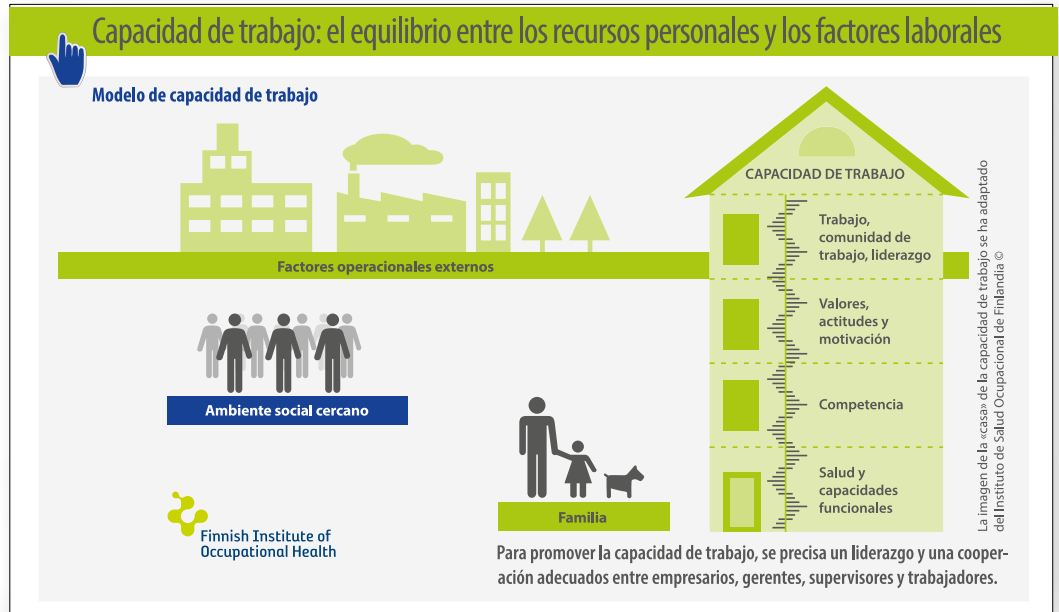 Capacidad de trabajo: el equilibrio entre los recursos personales y los factores laborales
Modelo de capacidad de trabajo
CAPACIDAD DE TRABAJO
Trabajo,
comunidad de
trabajo, liderazgo
Factores operacionales externos
Valores,
actitudes y
motivación
Ambiente social cercano
Competencia
Salud y
capacidades
funcionales
Familia
Finnish Institute of
Occupational Health
Para promover la capacidad de trabajo, se precisa un liderazgo y una cooper-
ación adecuados entre empresarios, gerentes, supervisores y trabajadores.
La imagen de la «casa» de la capacidad de trabajo se ha adaptado
del Instituto de Salud Ocupacional de Finlandia ©